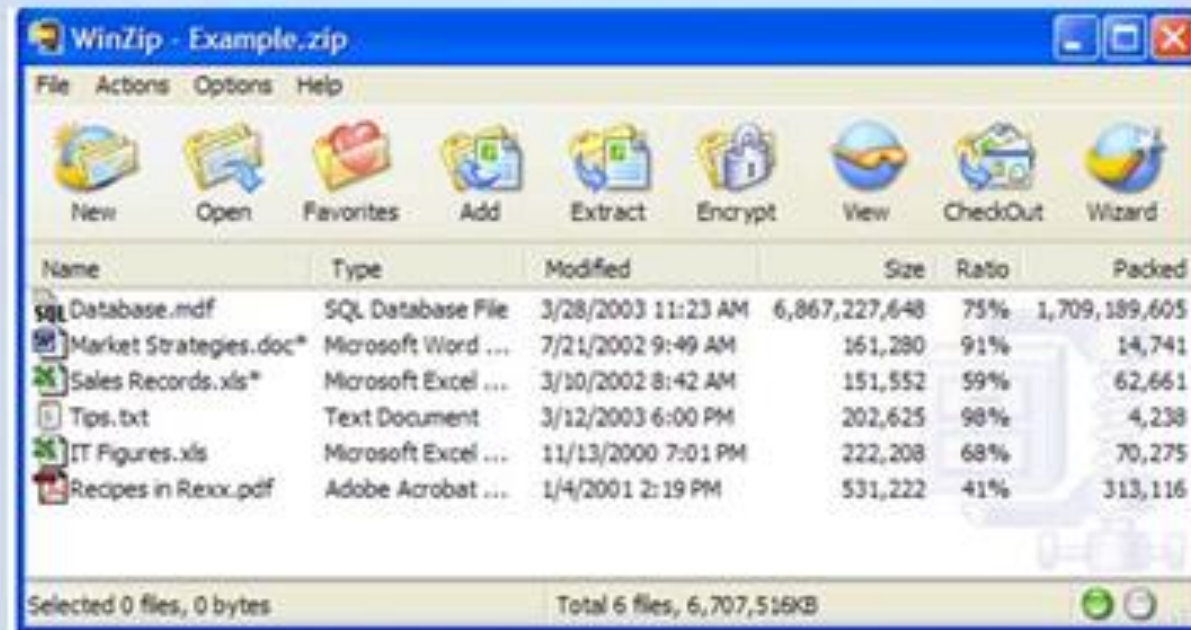 WinZip - Example.zip
File Actions Options Help
New Open Favorites Add Extract Encrypt View CheckOut Wizard
Name Type Modified Size Ratio Packed
SQL Database.mdf SQL Database File 3/28/2003 11:23 AM 6,867,227,648 75% 1,709,189,605
Market Strategies.doc* Microsoft Word ... 7/21/2002 9:49 AM 161,280 91% 14,741
Sales Records.xls* Microsoft Excel ... 3/10/2002 8:42 AM 151,552 59% 62,661
Tips.txt Text Document 3/12/2003 6:00 PM 202,625 98% 4,238
IT Figures.xls Microsoft Excel ... 11/13/2000 7:01 PM 222,208 68% 70,275
Recipes in Rexx.pdf Adobe Acrobat ... 1/4/2001 2:19 PM 531,222 41% 313,116
Selected 0 files, 0 bytes Total 6 files, 6,707,516KB